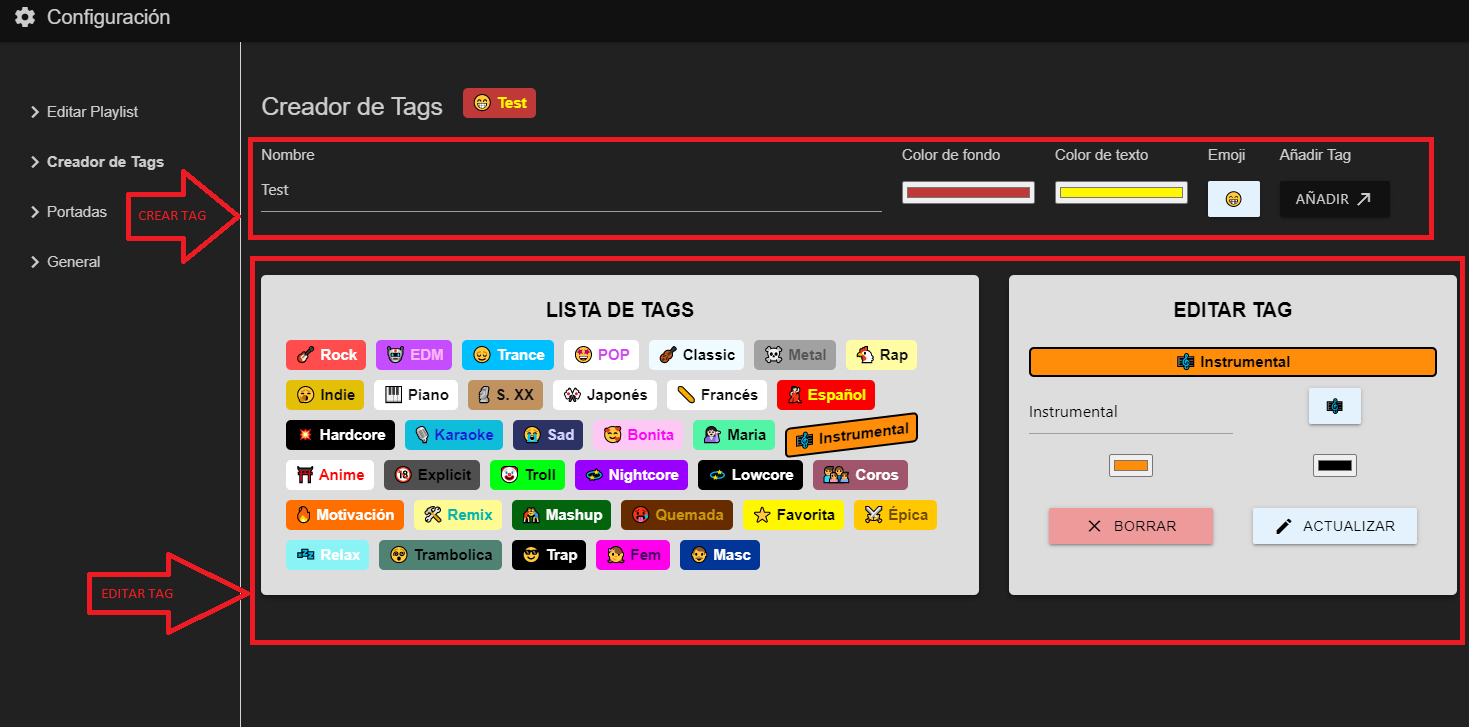 Configuración
Editar Playlist
Creador de Tags
Portadas
General
CREAR TAG
EDITAR TAG
Creador de Tags Test
Nombre Color de fondo Color de texto Emoji Añadir Tag
Test AÑADIR
LISTA DE TAGS
Rock EDM Trance POP Classic Metal Rap
Indie Piano S. XX Japonés Francés Español
Hardcore Karaoke Sad Bonita Maria Instrumental
Anime Explicit Troll Nightcore Lowcore Coros
Motivación Remix Mashup Quemada Favorita Épica
Relax Trambolica Trap Fem Masc
EDITAR TAG
Instrumental
Instrumental
BORRAR ACTUALIZAR